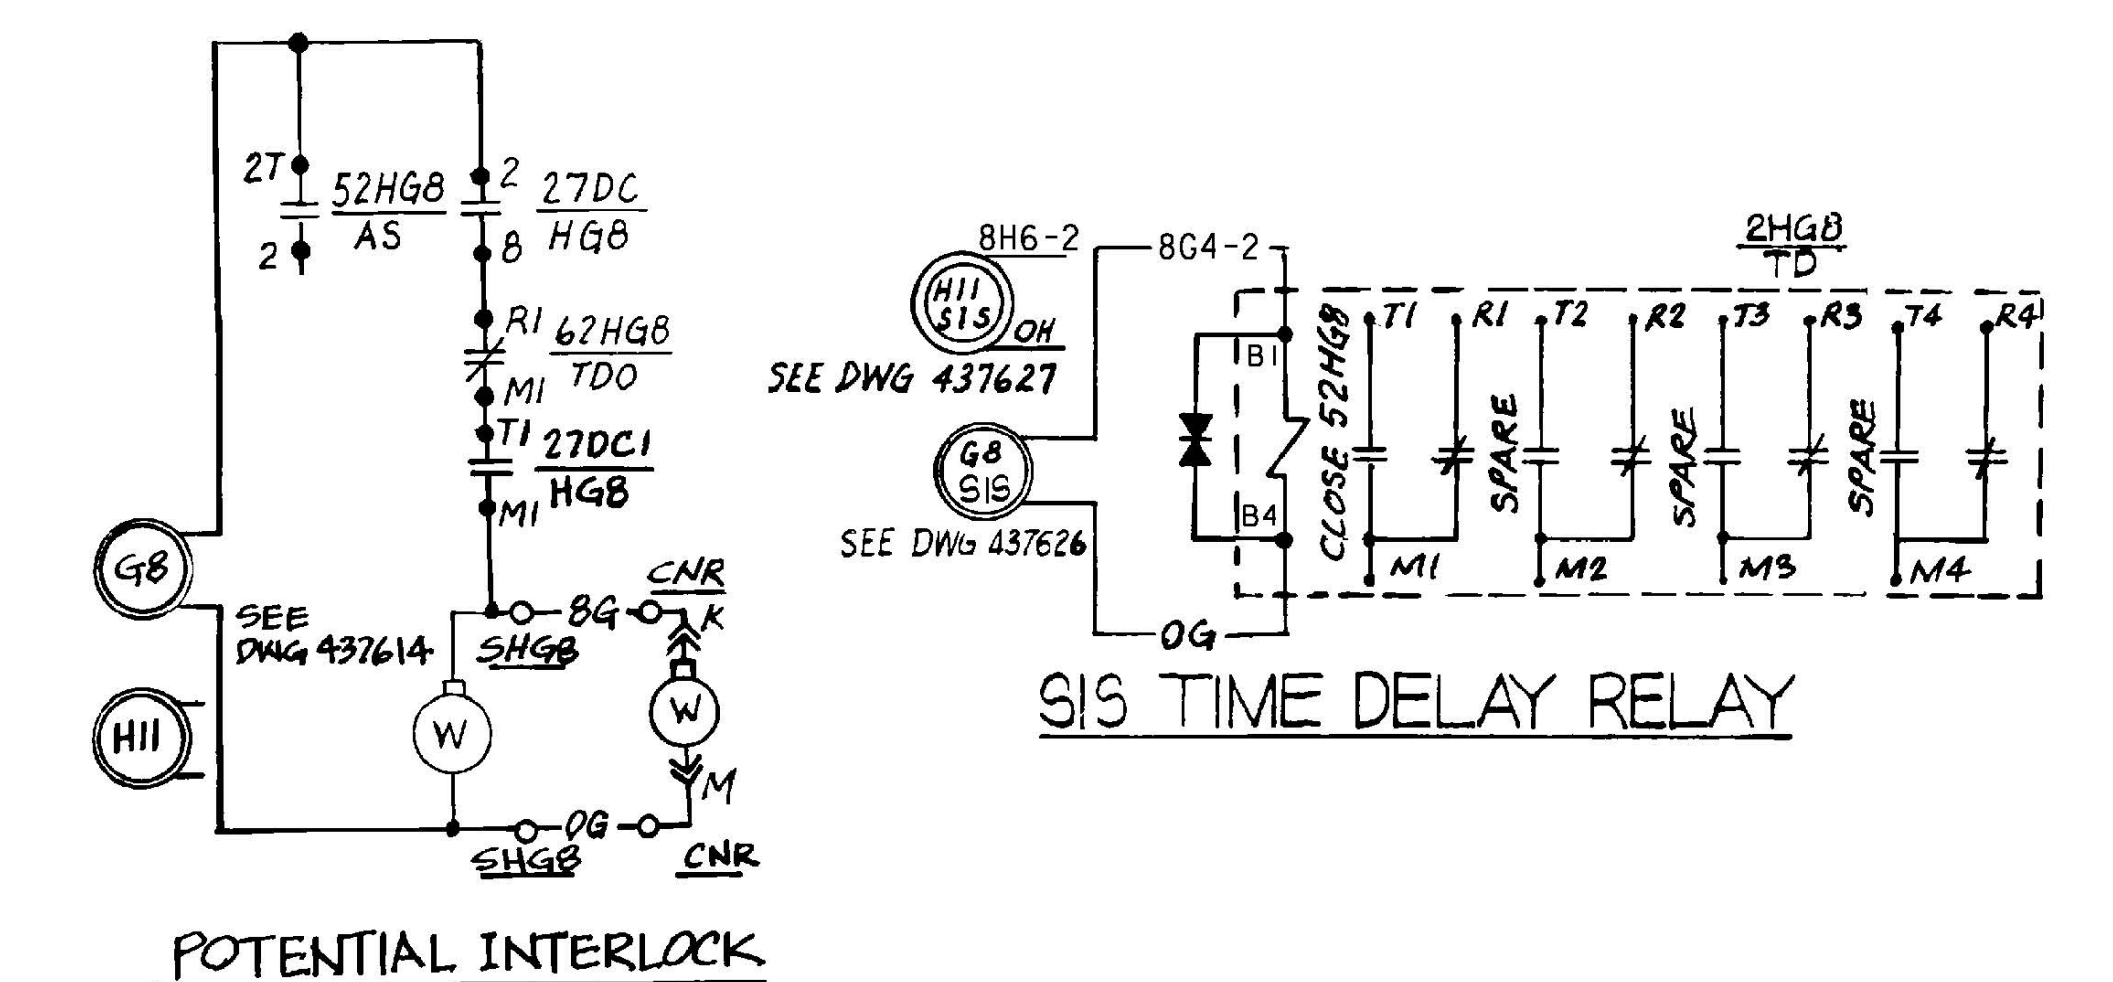 2T
52HG8
AS
2
2
27DC
HG8
8
R1
62HG8
TDO
M1
T1
27DC1
HG8
M1
G8
SEE
DWG 437614
H11
CNR
8G
K
SHG8
W
W
M
0G
SHG8
CNR
POTENTIAL INTERLOCK
8H6-2
H11
SIS
OH
SEE DWG 437627
G8
SIS
SEE DWG 437626
8G4-2
B1
B4
0G
2HG8
TD
CLOSE 52HG8
T1
R1
M1
SPARE
T2
R2
M2
SPARE
T3
R3
M3
SPARE
T4
R4
M4
SIS TIME DELAY RELAY